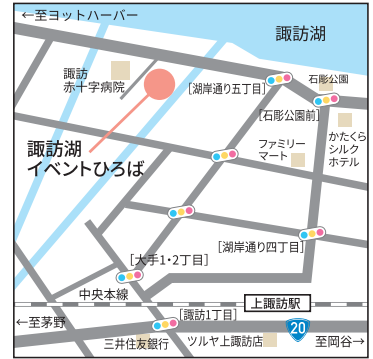 ←至ヨットハーバー
諏訪湖
諏訪
赤十字病院
石彫公園
[湖岸通り五丁目]
[石彫公園前]
かたくら
シルク
ホテル
ファミリー
マート
諏訪湖
イベントひろば
[湖岸通り四丁目]
[大手1・2丁目]
中央本線
上諏訪駅
[諏訪1丁目]
←至茅野
20
三井住友銀行
ツルヤ上諏訪店
至岡谷→